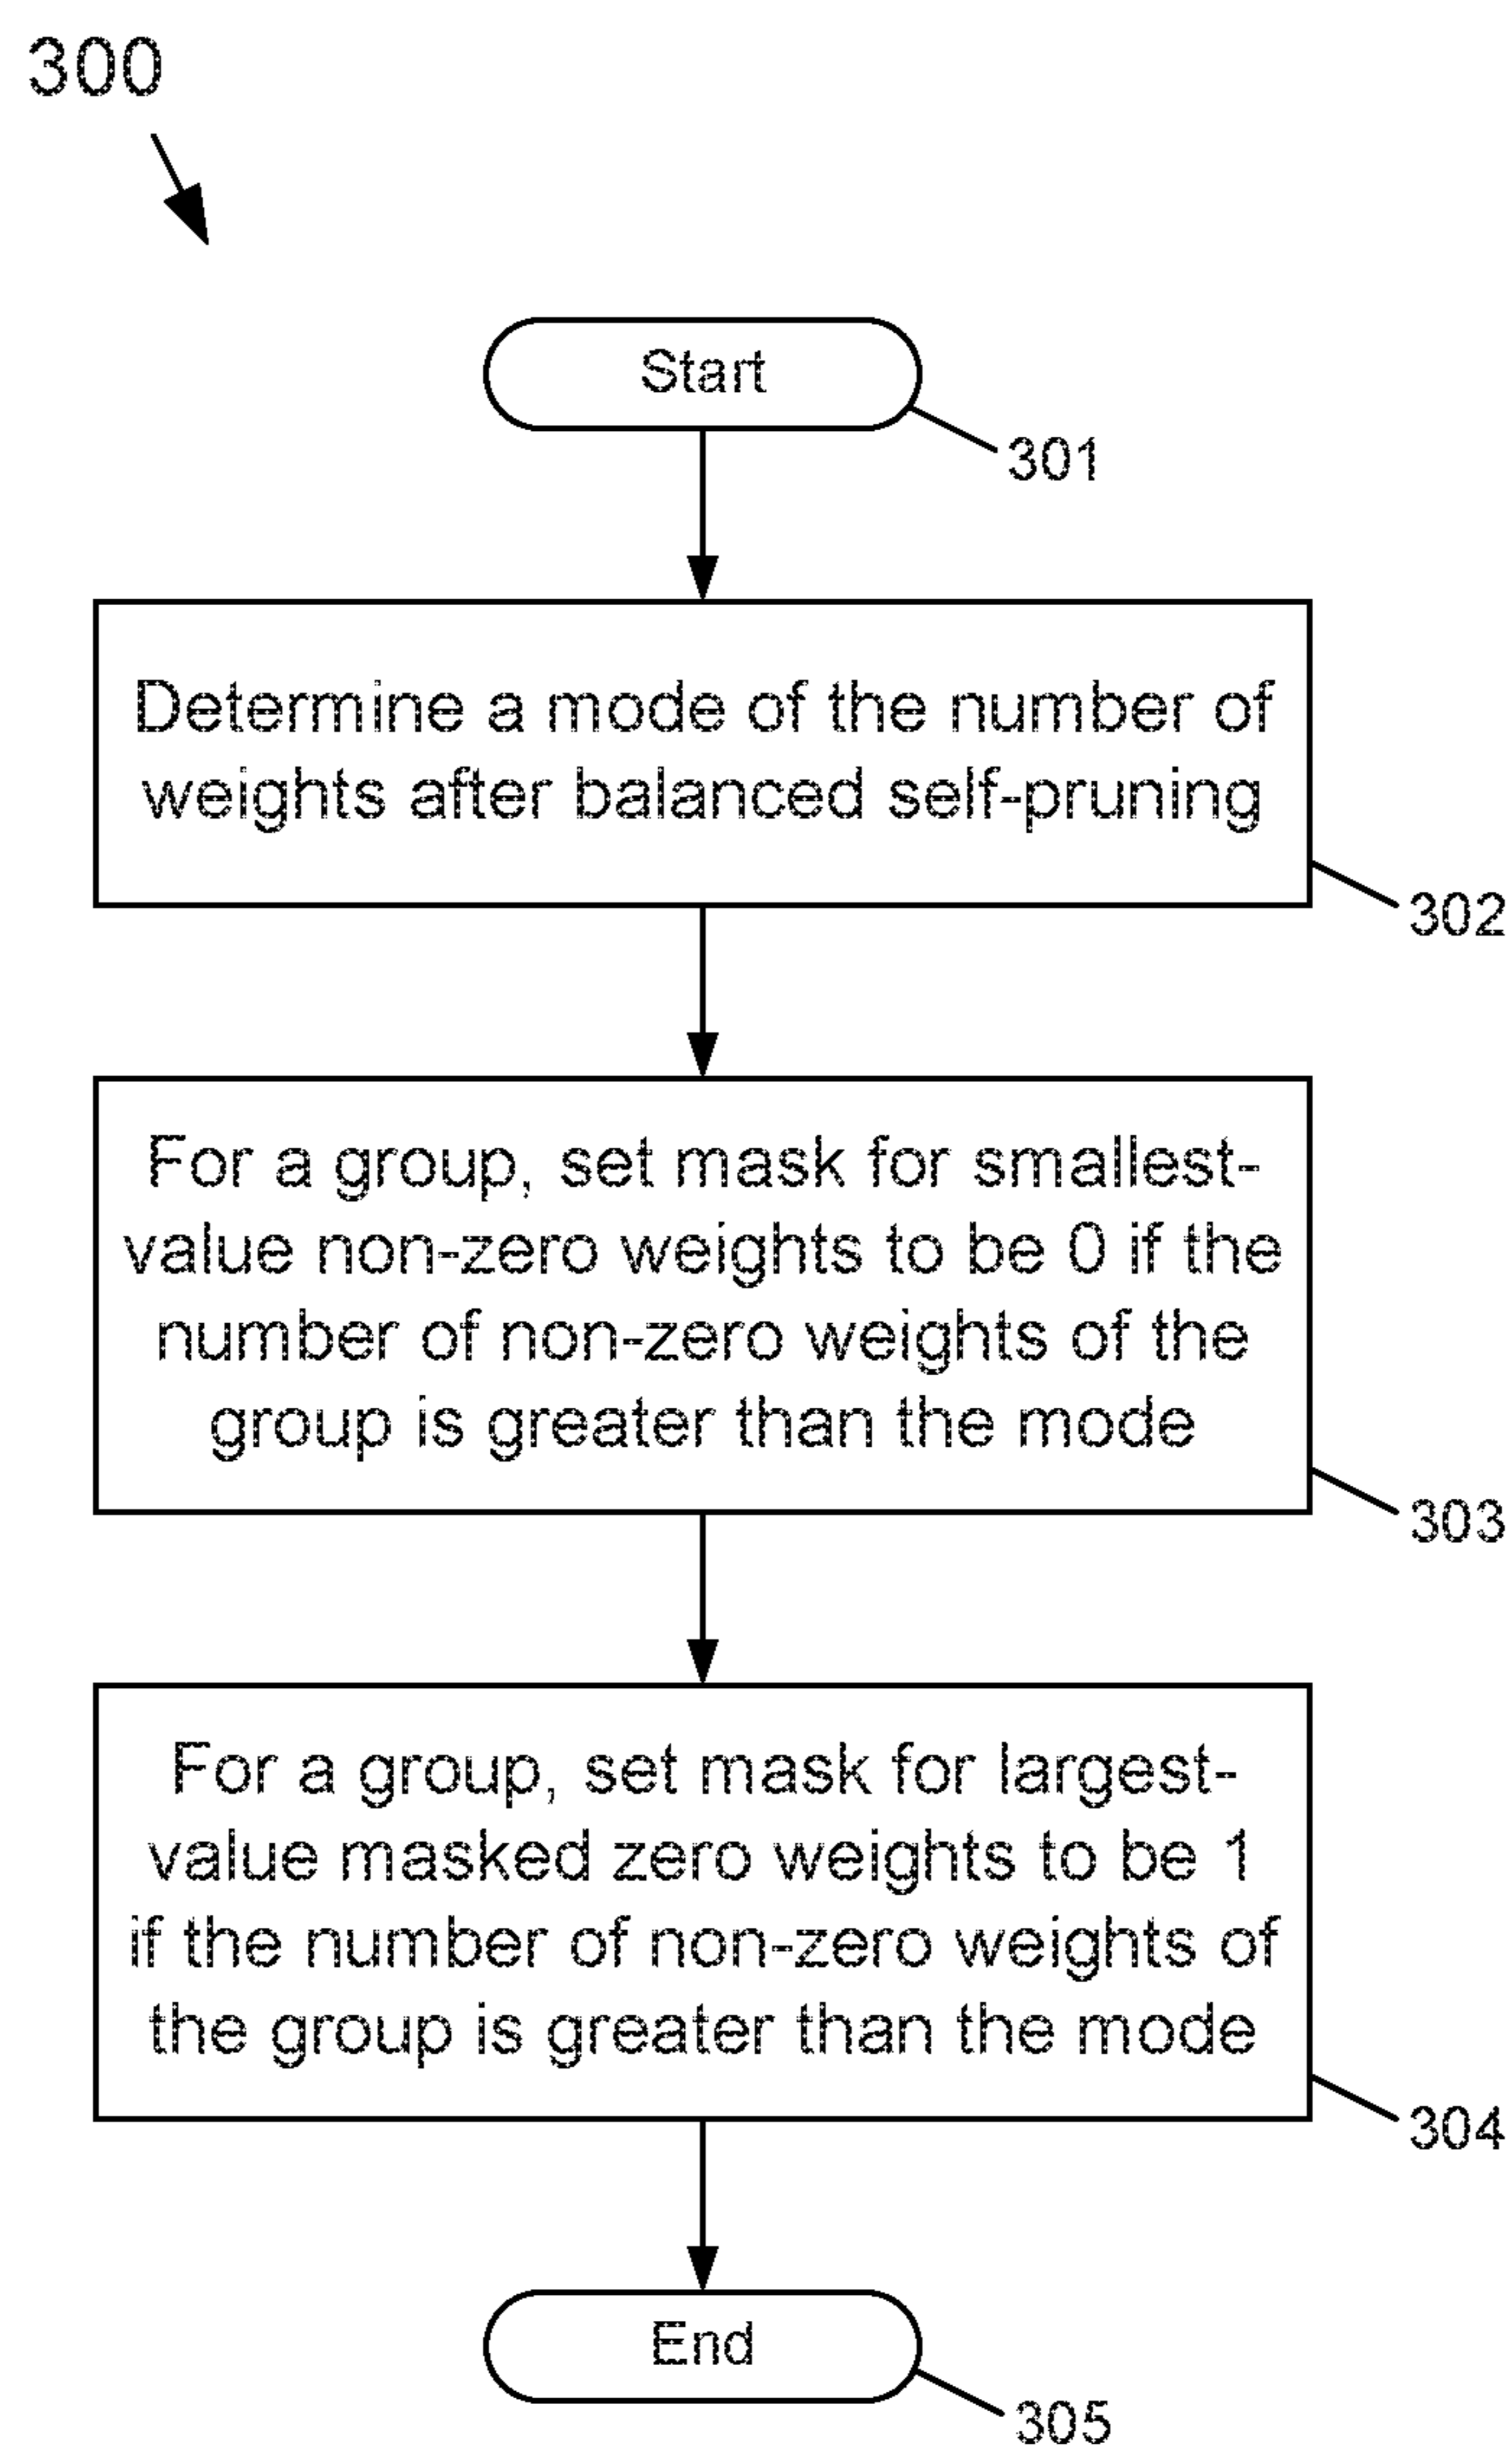 300
Start
301
Determine a mode of the number of
weights after balanced self-pruning
302
For a group, set mask for smallest-
value non-zero weights to be 0 if the
number of non-zero weights of the
group is greater than the mode
303
For a group, set mask for largest-
value masked zero weights to be 1
if the number of non-zero weights of
the group is greater than the mode
304
End
305